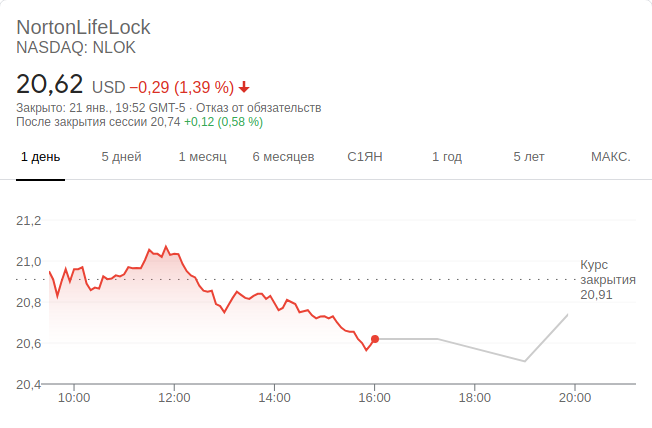 NortonLifeLock
NASDAQ: NLOK
20,62 USD −0,29 (1,39 %)
Закрыто: 21 янв., 19:52 GMT-5 · Отказ от обязательств
После закрытия сессии 20,74 +0,12 (0,58 %)
1 день 5 дней 1 месяц 6 месяцев С1ЯН 1 год 5 лет МАКС.
21,2
21,0
20,8
20,6
20,4
Курс
закрытия
20,91
10:00 12:00 14:00 16:00 18:00 20:00